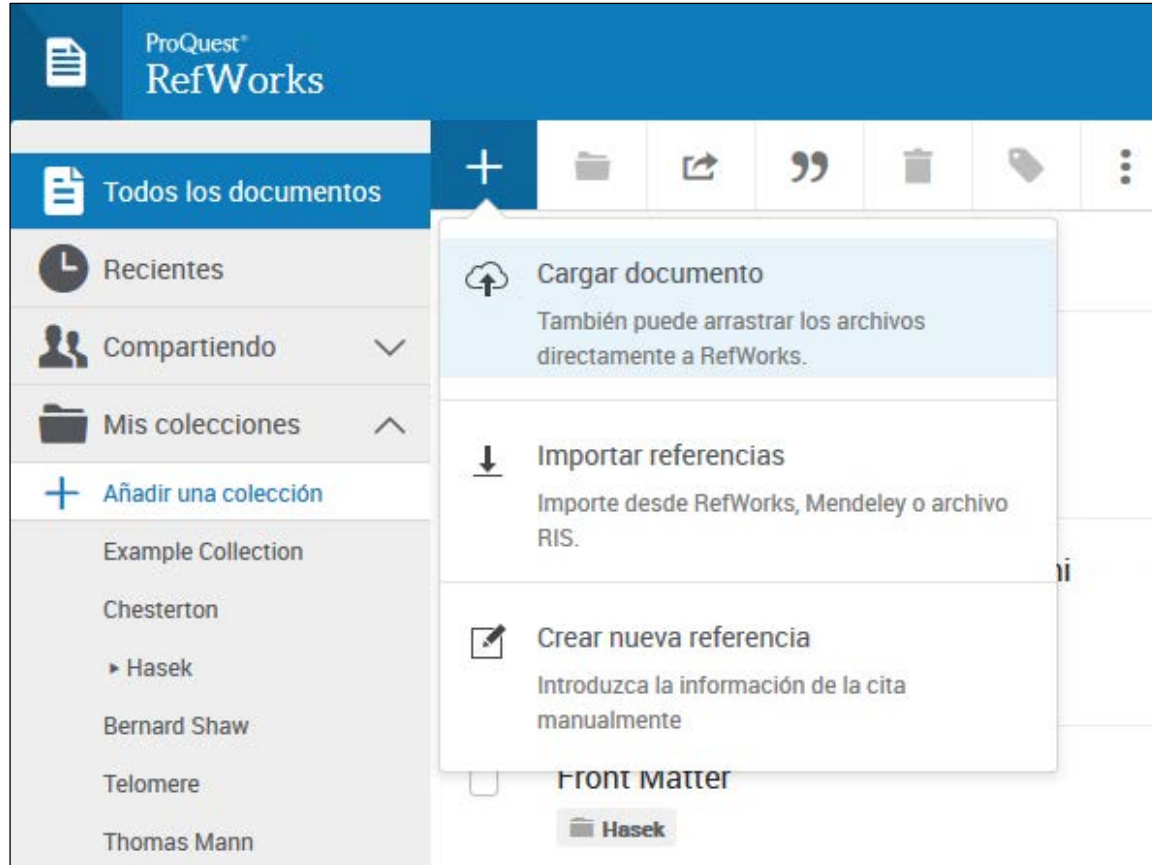 ProQuest®
RefWorks
Todos los documentos
Recientes
Compartiendo
Mis colecciones
Añadir una colección
Example Collection
Chesterton
Hasek
Bernard Shaw
Telomere
Thomas Mann
Cargar documento
También puede arrastrar los archivos
directamente a RefWorks.
Importar referencias
Importe desde RefWorks, Mendeley o archivo
RIS.
Crear nueva referencia
Introduzca la información de la cita
manualmente
Front Matter
Hasek